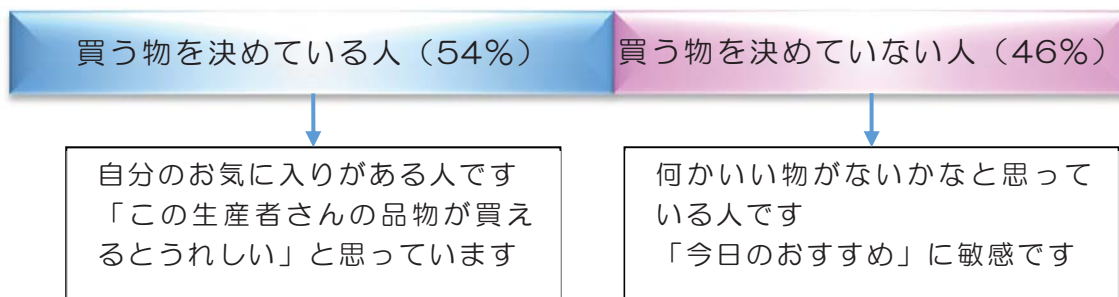 買う物を決めている人（54%）
買う物を決めていない人（46%）
自分のお気に入りがある人です
「この生産者さんの品物が買え
るとうれしい」と思っています
何かいい物がないかなと思って
いる人です
「今日のおすすめ」に敏感です